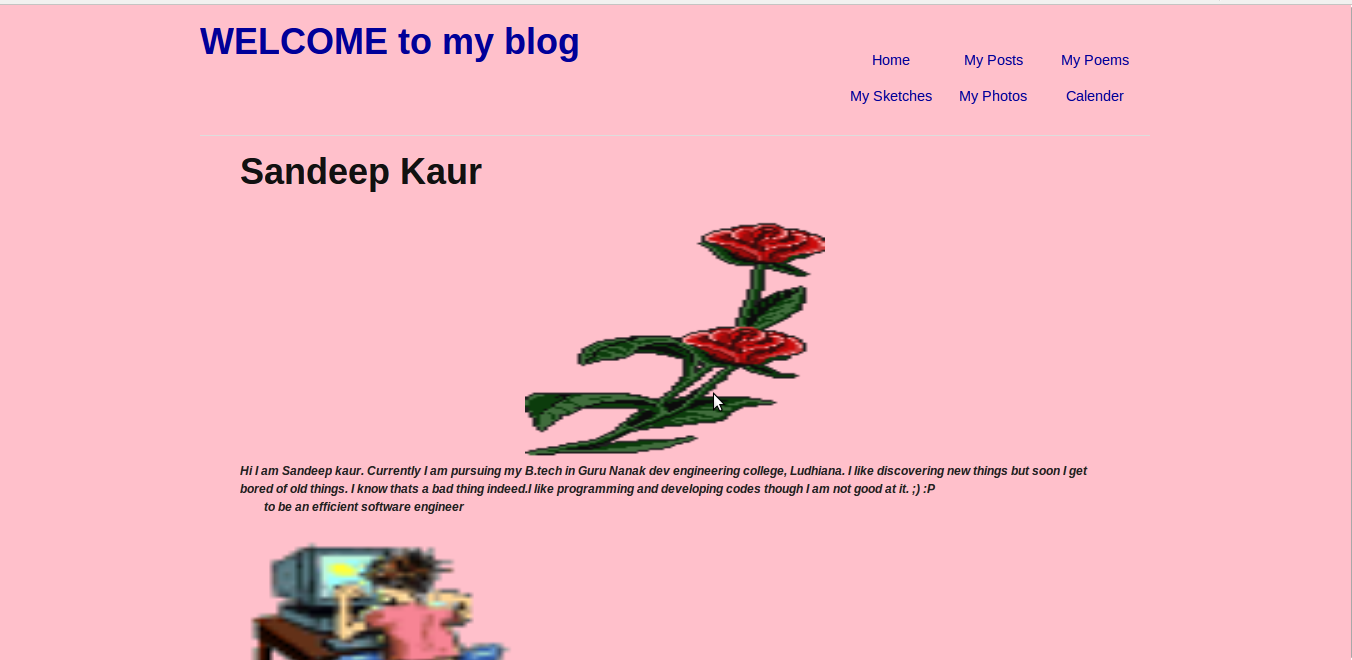 WELCOME to my blog
Home My Posts My Poems
My Sketches My Photos Calender
Sandeep Kaur
Hi I am Sandeep kaur. Currently I am pursuing my B.tech in Guru Nanak dev engineering college, Ludhiana. I like discovering new things but soon I get
bored of old things. I know thats a bad thing indeed.I like programming and developing codes though I am not good at it. ;) :P
to be an efficient software engineer